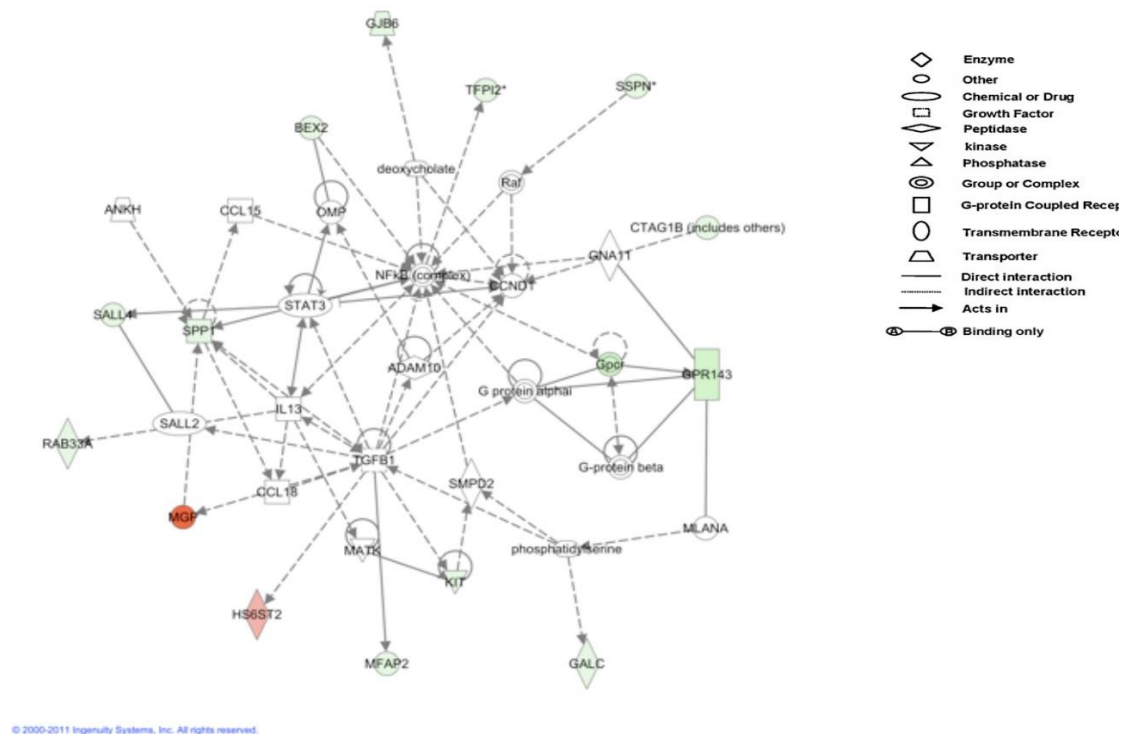 GJB6
TFPI2*
SSPN*
BEX2
deoxycholate
Raf
ANKH
CCL15
OMP
CTAG1B (includes others)
GNA11
NFkB (complex)
CCND1
STAT3
SALL4
SPP1
ADAM10
Gpcr
GPR143
G protein alphai
IL13
SALL2
RAB33A
TGFB1
G-protein beta
SMPD2
CCL18
MGP
MLANA
MATK
phosphatidylserine
KIT
HS6ST2
MFAP2
GALC
Enzyme
Other
Chemical or Drug
Growth Factor
Peptidase
kinase
Phosphatase
Group or Complex
G-protein Coupled Recep
Transmembrane Recepto
Transporter
Direct interaction
Indirect interaction
Acts in
A B Binding only
© 2000-2011 Ingenuity Systems, Inc. All rights reserved.